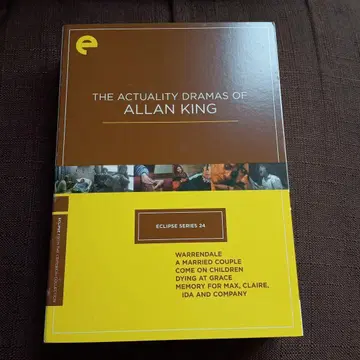 e
THE ACTUALITY DRAMAS OF
ALLAN KING
ECLIPSE SERIES 24
WARRENDALE
A MARRIED COUPLE
COME ON CHILDREN
DYING AT GRACE
MEMORY FOR MAX, CLAIRE,
IDA AND COMPANY